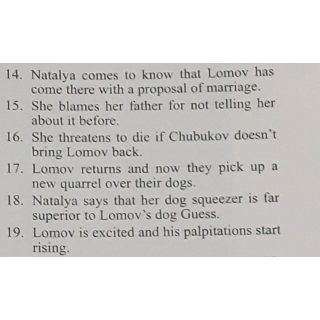 14. Natalya comes to know that Lomov has
come there with a proposal of marriage.
15. She blames her father for not telling her
about it before.
16. She threatens to die if Chubukov doesn't
bring Lomov back.
17. Lomov returns and now they pick up a
new quarrel over their dogs.
18. Natalya says that her dog squeezer is far
superior to Lomov's dog Guess.
19. Lomov is excited and his palpitations start
rising.